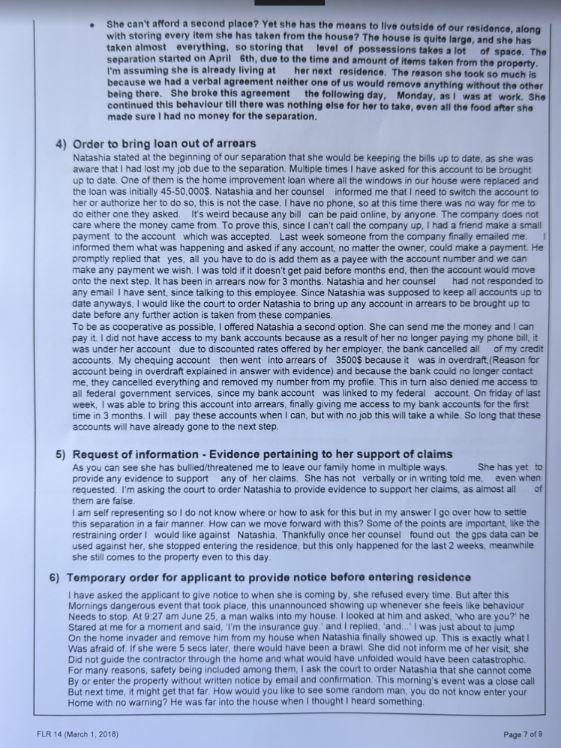 • She can't afford a second place? Yet she has the means to live outside of our residence, along
with storing every item she has taken from the house? The house is quite large, and she has
taken almost everything, so storing that level of possessions takes a lot of space. The
separation started on April 6th, due to the time and amount of items taken from the property.
I'm assuming she is already living at her next residence. The reason she took so much is
because we had a verbal agreement neither one of us would remove anything without the other
being there. She broke this agreement the following day, Monday, as I was at work. She
continued this behaviour till there was nothing else for her to take, even all the food after she
made sure I had no money for the separation.
4) Order to bring loan out of arrears
Natashia stated at the beginning of our separation that she would be keeping the bills up to date, as she was
aware that I had lost my job due to the separation. Multiple times I have asked for this account to be brought
up to date. One of them is the home improvement loan where all the windows in our house were replaced and
the loan was initially 45-50,000$. Natashia and her counsel informed me that I need to switch the account to
her or authorize her to do so, this is not the case. I have no phone, so at this time there was no way for me to
do either one they asked. It's weird because any bill can be paid online, by anyone. The company does not
care where the money came from. To prove this, since I can't call the company up, I had a friend make a small
payment to the account which was acceptd. Last week someone from the company finally emailed me. I
informed them what was happening and asked if any account, no matter the owner, could make a payment. He
promptly replied that yes, all you have to do is add them as a payee with the account number and we can
make any payment we wish. I was told if it doesn't get paid before months end, then the account would move
onto the next step. It has been in arrears now for 3 months. Natashia and her counsel had not responded to
any email I have sent, since talking to this employee. Since Natashia was supposed to keep all accounts up to
date anyways, I would like the court to order Natashia to bring up any account in arrears to be brought up to
date before any further action is taken from these companies.
To be as cooperative as possible, I offered Natashia a second option. She can send me the money and I can
pay it. I did not have access to my bank accounts because as a result of her no longer paying my phone bill, it
was under her account due to discounted rates offered by her employer, the bank cancelled all of my credit
accounts. My chequing account then went into arrears of 3500$ because it was in overdraft,(Reason for
account being in overdraft explained in answer with evidence) and because the bank could no longer contact
me, they cancelled everything and removed my number from my profile. This in turn also denied me access to
all federal government services, since my bank account was linked to my federal account. On friday of last
week, I was able to bring this account into arrears, finally giving me access to my bank accounts for the first
time in 3 months. I will pay these accounts when I can, but with no job this will take a while. So long that these
accounts will have already gone to the next step.
5) Request of information - Evidence pertaining to her support of claims
As you can see she has bullied/threatened me to leave our family home in multiple ways. She has yet to
provide any evidence to support any of her claims. She has not verbally or in writing told me, even when
requested. I'm asking the court to order Natashia to provide evidence to support her claims, as almost all of
them are false.
I am self representing so I do not know where or how to ask for this but in my answer I go over how to settle
this separation in a fair manner. How can we move forward with this? Some of the points are important, like the
restraining order I would like against Natashia. Thankfully once her counsel found out the gps data can be
used against her, she stopped entering the residence, but this only happened for the last 2 weeks, meanwhile
she still comes to the property even to this day.
6) Temporary order for applicant to provide notice before entering residence
I have asked the applicant to give notice to when she is coming by, she refused every time. But after this
Mornings dangerous event that took place, this unannounced showing up whenever she feels like behaviour
Needs to stop. At 9:27 am June 25, a man walks into my house. I looked at him and asked, 'who are you?' he
Stared at me for a moment and said, 'I'm the insurance guy.' and I replied, 'and...' I was just about to jump
On the home invader and remove him from my house when Natashia finally showed up. This is exactly what I
Was afraid of. If she were 5 secs later, there would have been a brawl. She did not inform me of her visit, she
Did not guide the contractor through the home and what would have unfolded would have been catastrophic.
For many reasons, safety being included among them, I ask the court to order Natashia that she cannot come
By or enter the property without written notice by email and confirmation. This morning's event was a close call
But next time, it might get that far. How would you like to see some random man, you do not know enter your
Home with no warning? He was far into the house when I thought I heard something.
FLR 14 (March 1, 2018) Page 7 of 9